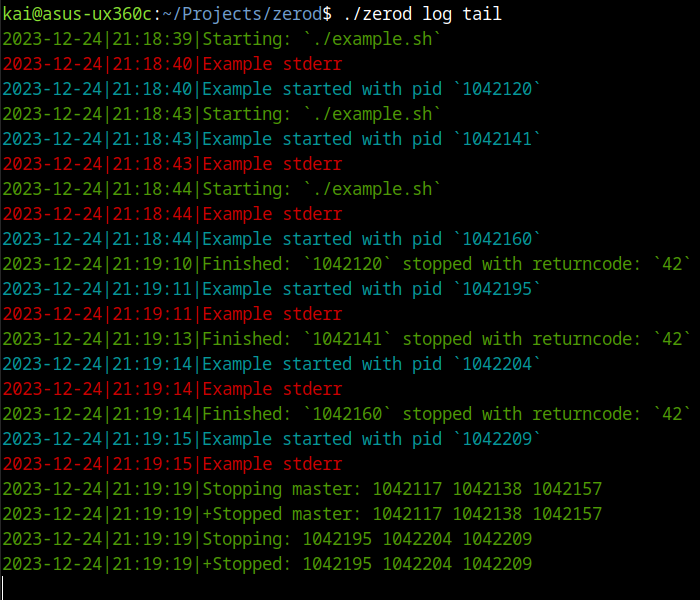 kai@asus-ux360c:~/Projects/zerod$ ./zerod log tail
2023-12-24|21:18:39|Starting: `./example.sh`
2023-12-24|21:18:40|Example stderr
2023-12-24|21:18:40|Example started with pid `1042120`
2023-12-24|21:18:43|Starting: `./example.sh`
2023-12-24|21:18:43|Example started with pid `1042141`
2023-12-24|21:18:43|Example stderr
2023-12-24|21:18:44|Starting: `./example.sh`
2023-12-24|21:18:44|Example stderr
2023-12-24|21:18:44|Example started with pid `1042160`
2023-12-24|21:19:10|Finished: `1042120` stopped with returncode: `42`
2023-12-24|21:19:11|Example started with pid `1042195`
2023-12-24|21:19:11|Example stderr
2023-12-24|21:19:13|Finished: `1042141` stopped with returncode: `42`
2023-12-24|21:19:14|Example started with pid `1042204`
2023-12-24|21:19:14|Example stderr
2023-12-24|21:19:14|Finished: `1042160` stopped with returncode: `42`
2023-12-24|21:19:15|Example started with pid `1042209`
2023-12-24|21:19:15|Example stderr
2023-12-24|21:19:19|Stopping master: 1042117 1042138 1042157
2023-12-24|21:19:19|+Stopped master: 1042117 1042138 1042157
2023-12-24|21:19:19|Stopping: 1042195 1042204 1042209
2023-12-24|21:19:19|+Stopped: 1042195 1042204 1042209